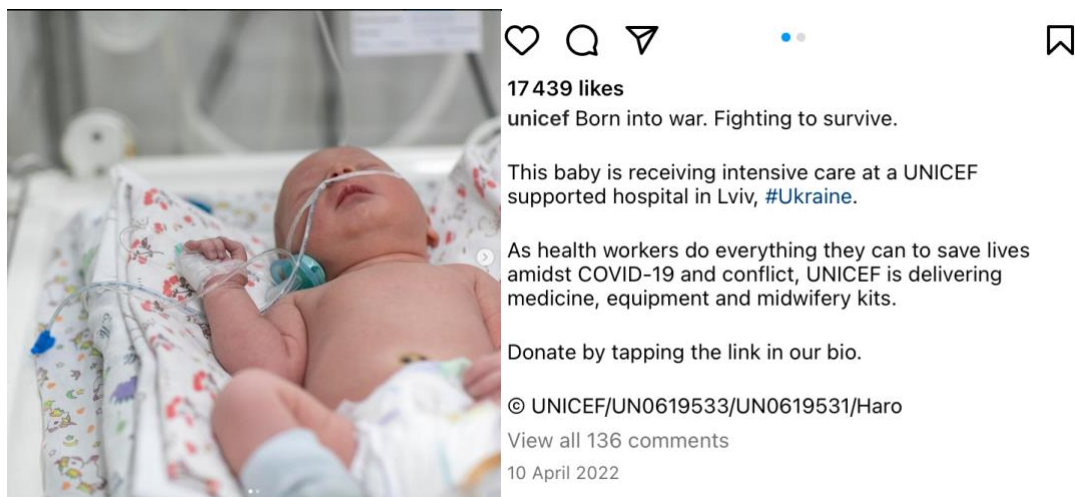 17 439 likes
unicef Born into war. Fighting to survive.
This baby is receiving intensive care at a UNICEF
supported hospital in Lviv, #Ukraine.
As health workers do everything they can to save lives
amidst COVID-19 and conflict, UNICEF is delivering
medicine, equipment and midwifery kits.
Donate by tapping the link in our bio.
© UNICEF/UN0619533/UN0619531/Haro
View all 136 comments
10 April 2022